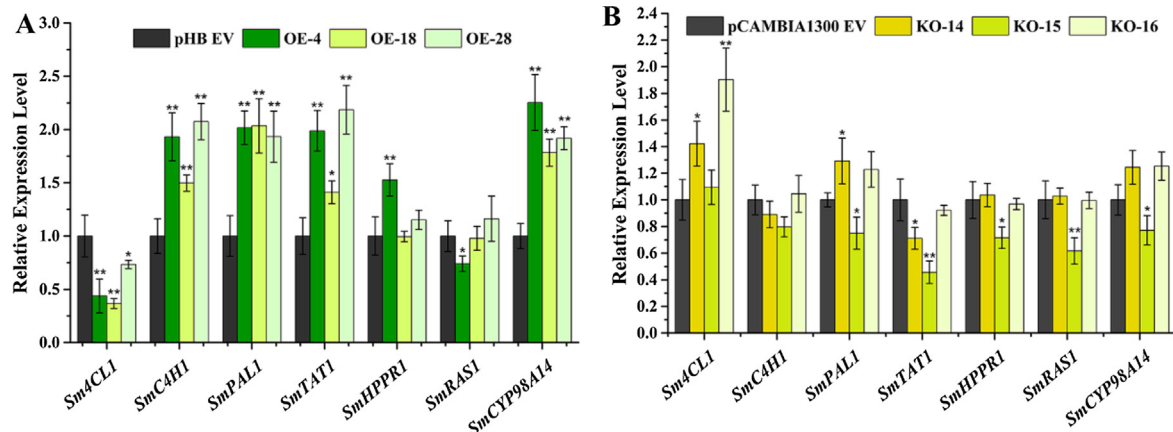 A
3.0
2.5
2.0
1.5
1.0
0.5
0.0
Relative Expression Level
pHB EV OE-4 OE-18 OE-28
** ** *
** ** **
** ** **
** * **
**
*
** ** **
Sm4CL1 SmC4H1 SmPAL1 SmTAT1 SmHPPR1 SmRAS1 SmCYP98A14
B
2.4
2.2
2.0
1.8
1.6
1.4
1.2
1.0
0.8
0.6
0.4
0.2
0.0
Relative Expression Level
pCAMBIA1300 EV KO-14 KO-15 KO-16
* **
* *
* **
*
**
*
Sm4CL1 SmC4H1 SmPAL1 SmTAT1 SmHPPR1 SmRAS1 SmCYP98A14